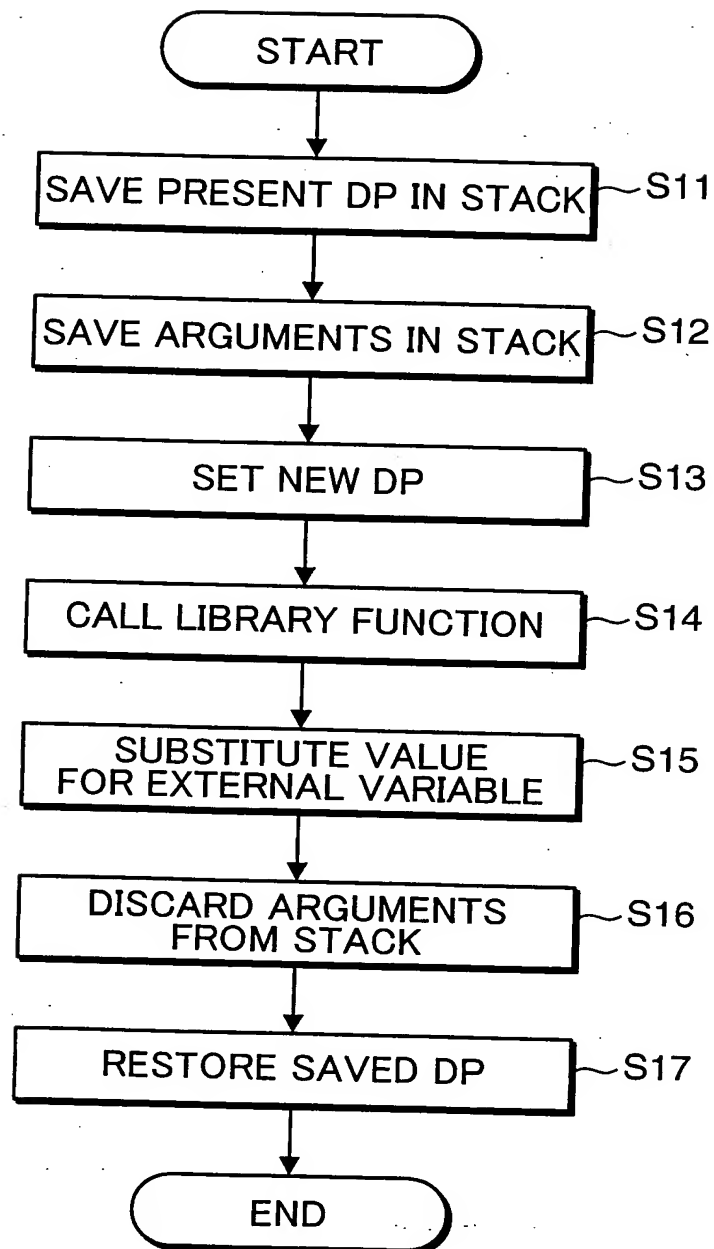 START
SAVE PRESENT DP IN STACK
S11
SAVE ARGUMENTS IN STACK
S12
SET NEW DP
S13
CALL LIBRARY FUNCTION
S14
SUBSTITUTE VALUE
FOR EXTERNAL VARIABLE
S15
DISCARD ARGUMENTS
FROM STACK
S16
RESTORE SAVED DP
S17
END